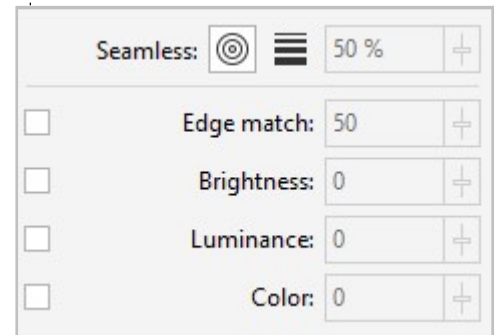 Seamless: 50 %
Edge match: 50
Brightness: 0
Luminance: 0
Color: 0